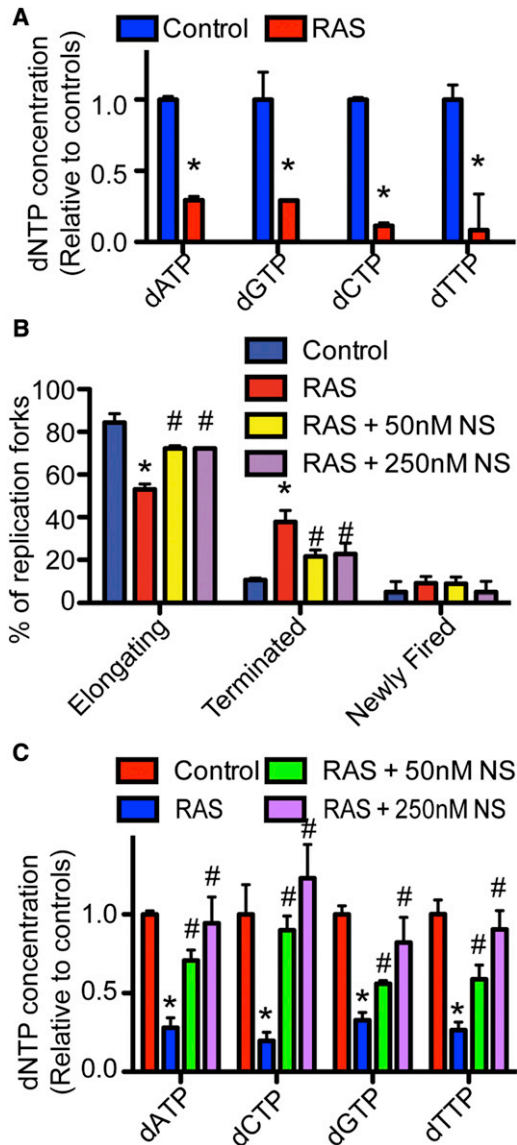 A
Control RAS
dNTP concentration
(Relative to controls)
1.0
0.5
0.0
* * * *
dATP dGTP dCTP dTTP
B
Control
RAS
RAS + 50nM NS
RAS + 250nM NS
% of replication forks
100
80
60
40
20
0
* # # * # #
Elongating Terminated Newly Fired
C
Control RAS + 50nM NS
RAS RAS + 250nM NS
dNTP concentration
(Relative to controls)
1.0
0.5
0.0
* # # * # # * # # * # #
dATP dCTP dGTP dTTP